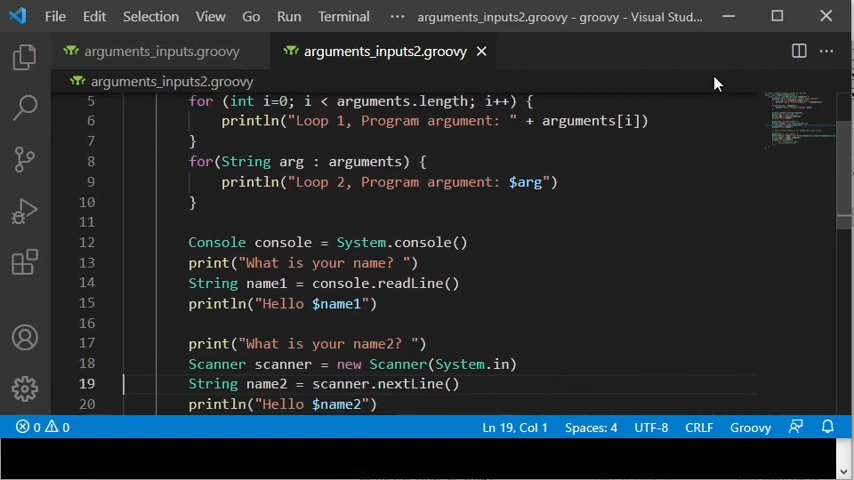 File Edit Selection View Go Run Terminal ··· arguments_inputs2.groovy - groovy - Visual Stud...
arguments_inputs.groovy arguments_inputs2.groovy
arguments_inputs2.groovy
5 for (int i=0; i < arguments.length; i++) {
6 println("Loop 1, Program argument: " + arguments[i])
7 }
8 for(String arg : arguments) {
9 println("Loop 2, Program argument: $arg")
10 }
11
12 Console console = System.console()
13 print("What is your name? ")
14 String name1 = console.readLine()
15 println("Hello $name1")
16
17 print("What is your name2? ")
18 Scanner scanner = new Scanner(System.in)
19 String name2 = scanner.nextLine()
20 println("Hello $name2")
0 0 Ln 19, Col 1 Spaces: 4 UTF-8 CRLF Groovy